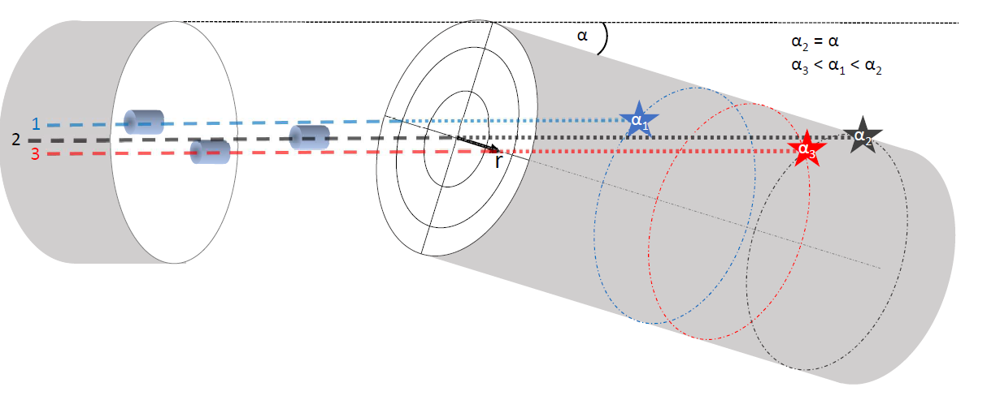 α
α₂ = α
α₃ < α₁ < α₂
1
2
3
α₁
α₂
α₃
r